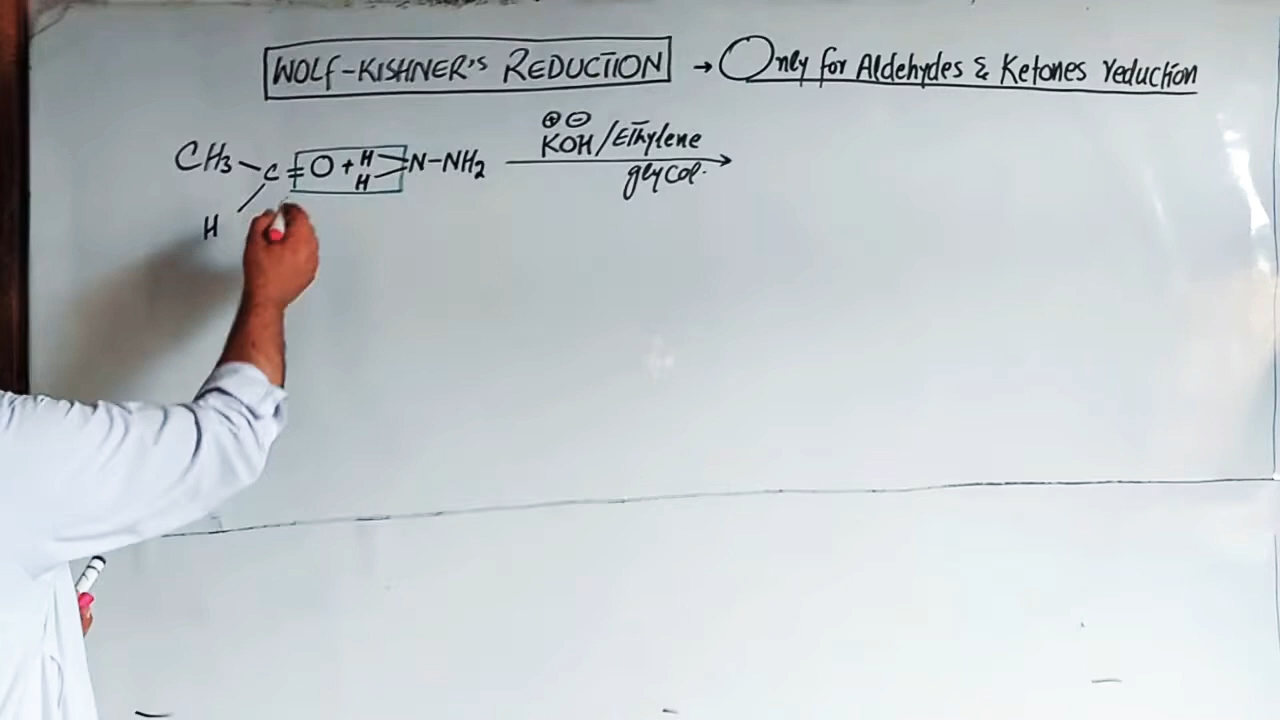 WOLF-KISHNER'S REDUCTION → Only for Aldehydes & Ketones reduction
⊕ ⊖
CH₃-C=O + H H >N-NH₂ KOH/Ethylene
glycol.
H